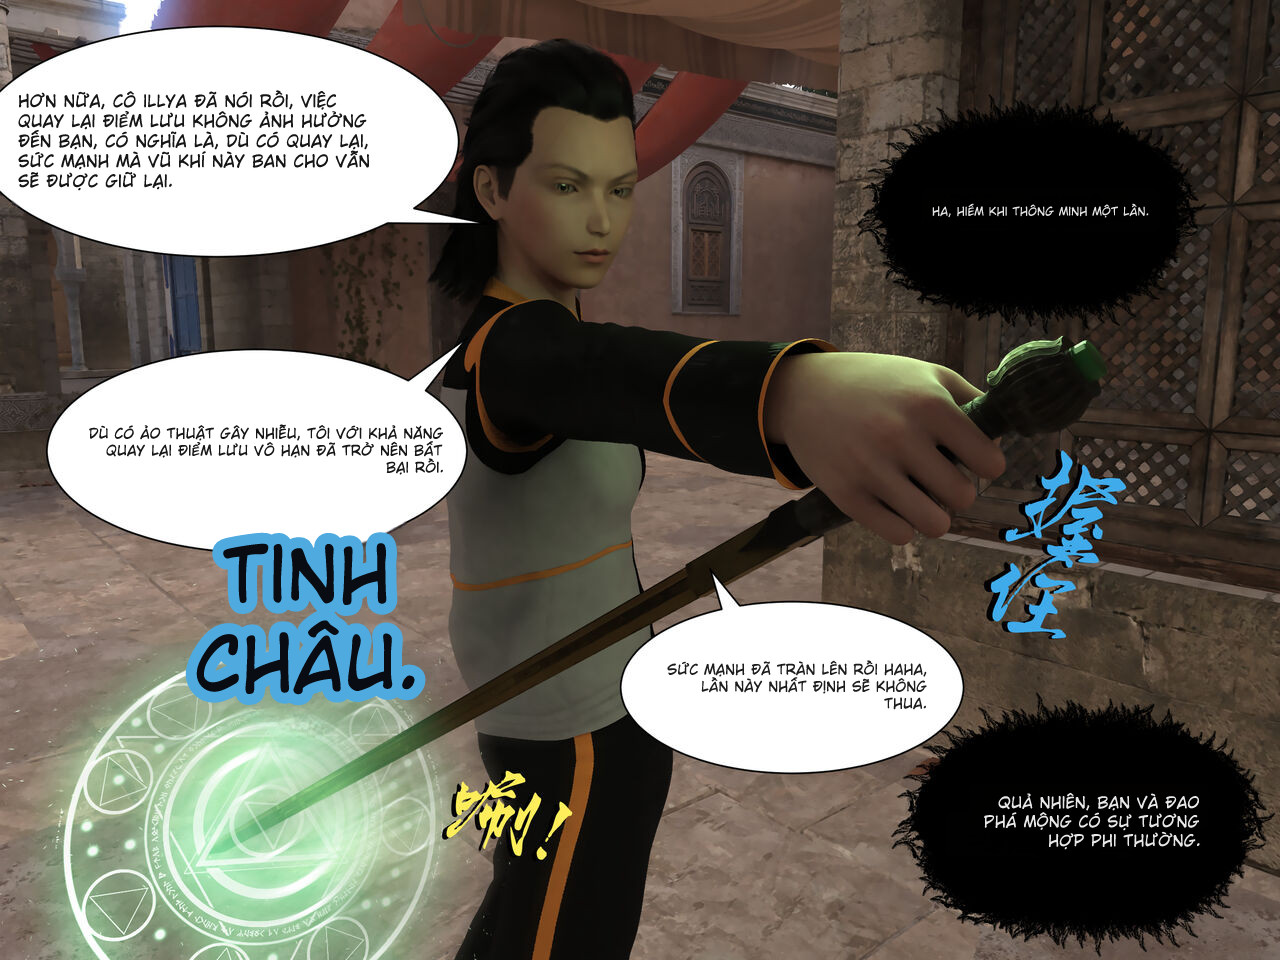 HƠN NỮA, CÔ ILLYA ĐÃ NÓI RỒI, VIỆC
QUAY LẠI ĐIỂM LƯU KHÔNG ẢNH HƯỞNG
ĐẾN BẠN, CÓ NGHĨA LÀ, DÙ CÓ QUAY LẠI,
SỨC MẠNH MÀ VŨ KHÍ NÀY BAN CHO VẪN
SẼ ĐƯỢC GIỮ LẠI.
HA, HIẾM KHI THÔNG MINH MỘT LẦN.
DÙ CÓ ẢO THUẬT GÂY NHIỄU, TÔI VỚI KHẢ NĂNG
QUAY LẠI ĐIỂM LƯU VÔ HẠN ĐÃ TRỞ NÊN BẤT
BẠI RỒI.
TINH
CHÂU.
SỨC MẠNH ĐÃ TRÀN LÊN RỒI HAHA,
LẦN NÀY NHẤT ĐỊNH SẼ KHÔNG
THUA.
唰!
QUẢ NHIÊN, BẠN VÀ ĐAO
PHÁ MỘNG CÓ SỰ TƯƠNG
HỢP PHI THƯỜNG.